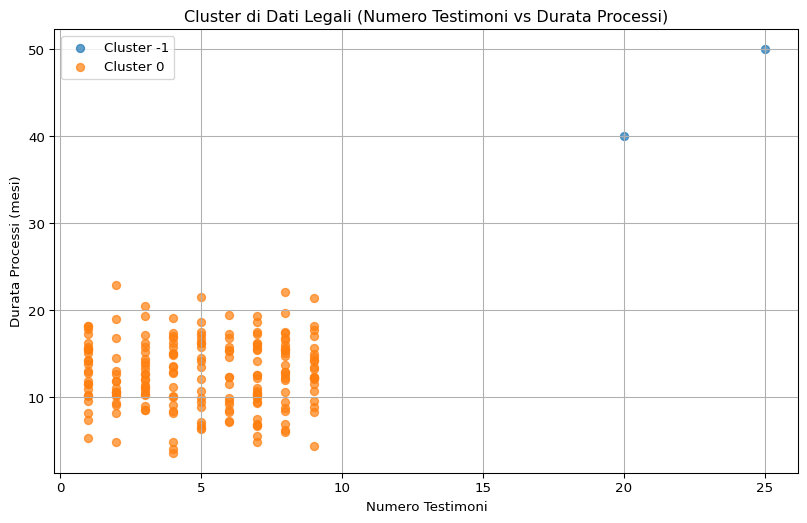 Cluster di Dati Legali (Numero Testimoni vs Durata Processi)
Cluster -1
Cluster 0
Durata Processi (mesi)
50
40
30
20
10
0 5 10 15 20 25
Numero Testimoni